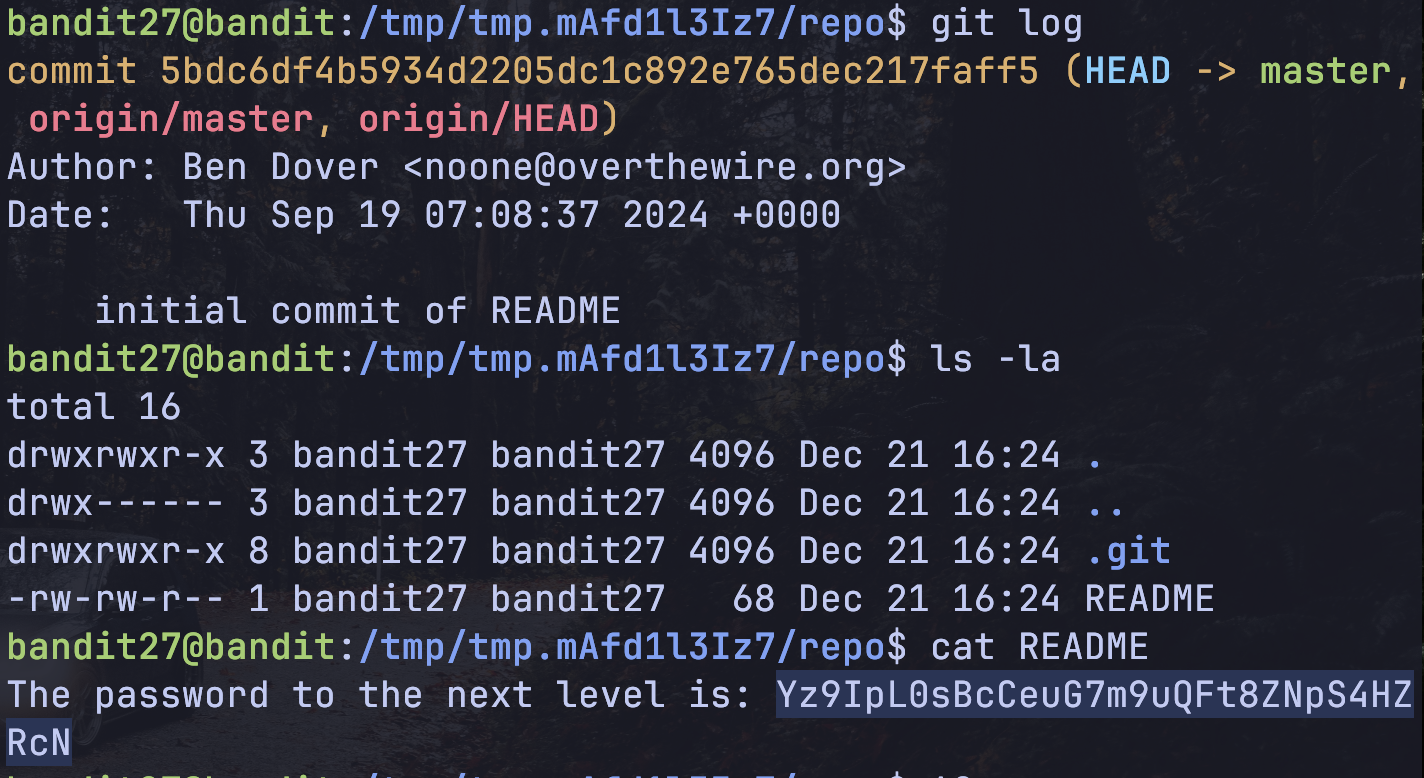 bandit27@bandit:/tmp/tmp.mAfd1l3Iz7/repo$ git log
commit 5bdc6df4b5934d2205dc1c892e765dec217faff5 (HEAD -> master,
 origin/master, origin/HEAD)
Author: Ben Dover <noone@overthewire.org>
Date:   Thu Sep 19 07:08:37 2024 +0000

    initial commit of README
bandit27@bandit:/tmp/tmp.mAfd1l3Iz7/repo$ ls -la
total 16
drwxrwxr-x 3 bandit27 bandit27 4096 Dec 21 16:24 .
drwx------ 3 bandit27 bandit27 4096 Dec 21 16:24 ..
drwxrwxr-x 8 bandit27 bandit27 4096 Dec 21 16:24 .git
-rw-rw-r-- 1 bandit27 bandit27   68 Dec 21 16:24 README
bandit27@bandit:/tmp/tmp.mAfd1l3Iz7/repo$ cat README
The password to the next level is: Yz9IpL0sBcCeuG7m9uQFt8ZNpS4HZ
RcN